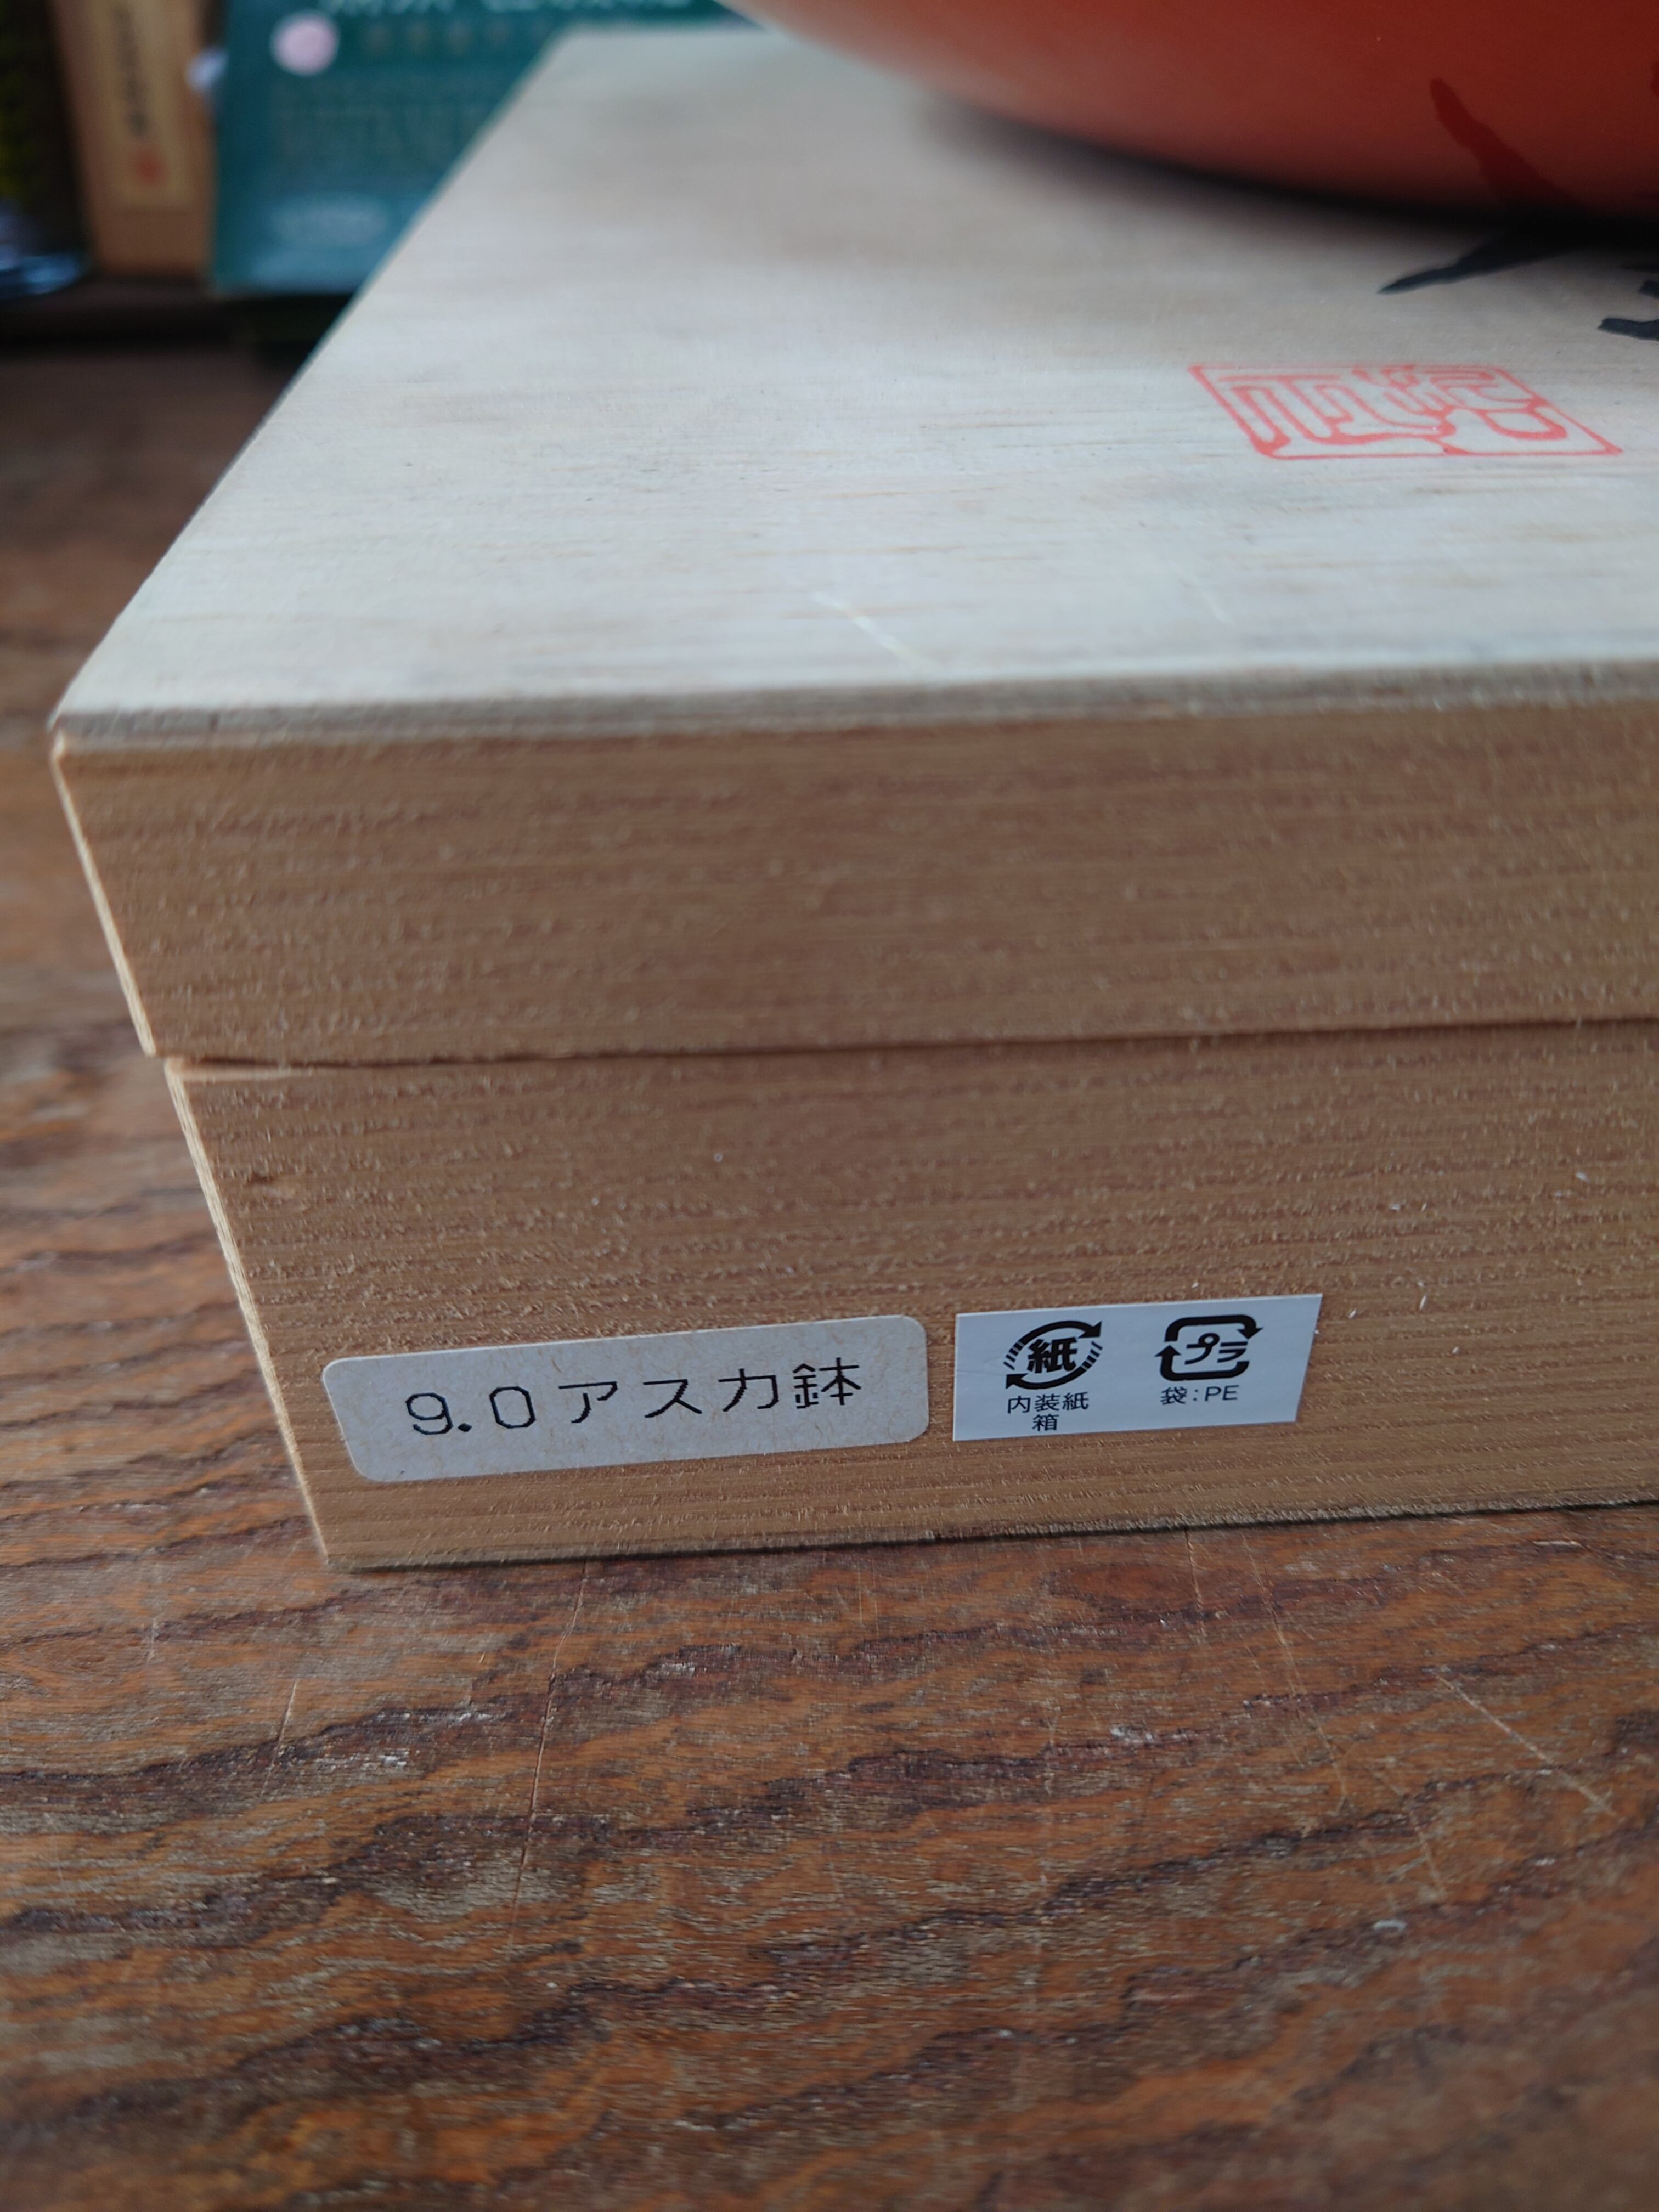 9.0アスカ鉢
紙
内装紙
箱
プラ
袋:PE